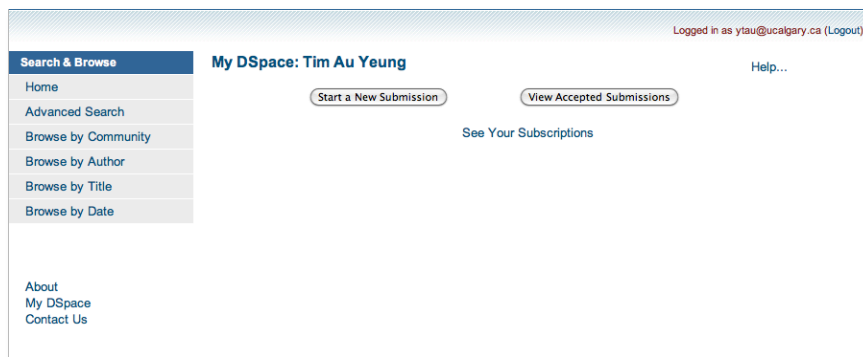 Logged in as ytau@ucalgary.ca (Logout)
Search & Browse
My DSpace: Tim Au Yeung
Help...
Home
Start a New Submission
View Accepted Submissions
Advanced Search
See Your Subscriptions
Browse by Community
Browse by Author
Browse by Title
Browse by Date
About
My DSpace
Contact Us